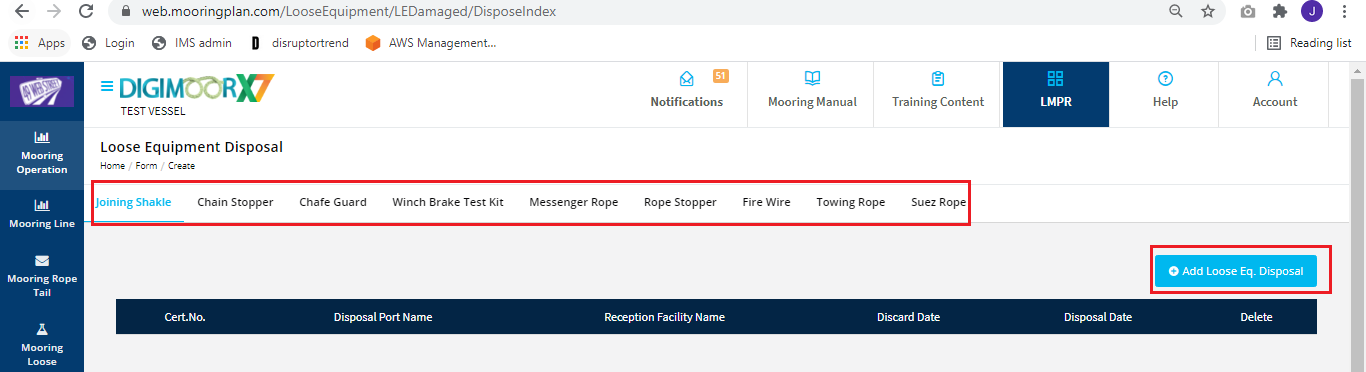 web.mooringplan.com/LooseEquipment/LEDamaged/DisposeIndex
J
Apps Login IMS admin disruptortrend AWS Management... Reading list
49 WEB STREET
DIGIMOORX7
TEST VESSEL
51
Notifications Mooring Manual Training Content LMPR Help Account
Mooring
Operation
Loose Equipment Disposal
Home / Form / Create
Joining Shakle Chain Stopper Chafe Guard Winch Brake Test Kit Messenger Rope Rope Stopper Fire Wire Towing Rope Suez Rope
Mooring Line
Add Loose Eq. Disposal
Mooring Rope
Tail
Cert.No. Disposal Port Name Reception Facility Name Discard Date Disposal Date Delete
Mooring
Loose